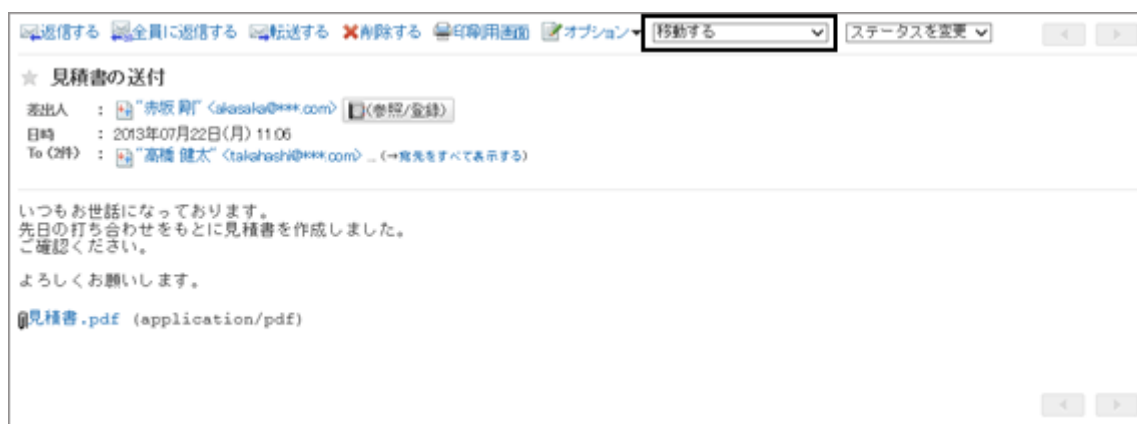 返信する 全員に返信する 転送する 削除する 印刷用画面 オプション 移動する ステータスを変更
見積書の送付
差出人 : "赤坂 剛" <akasaka@***.com> (参照/登録)
日時 : 2013年07月22日(月) 11:06
To (2件) : "高橋 健太" <takahashi@***.com> ... (→宛先をすべて表示する)
いつもお世話になっております。
先日の打ち合わせをもとに見積書を作成しました。
ご確認ください。
よろしくお願いします。
見積書.pdf (application/pdf)